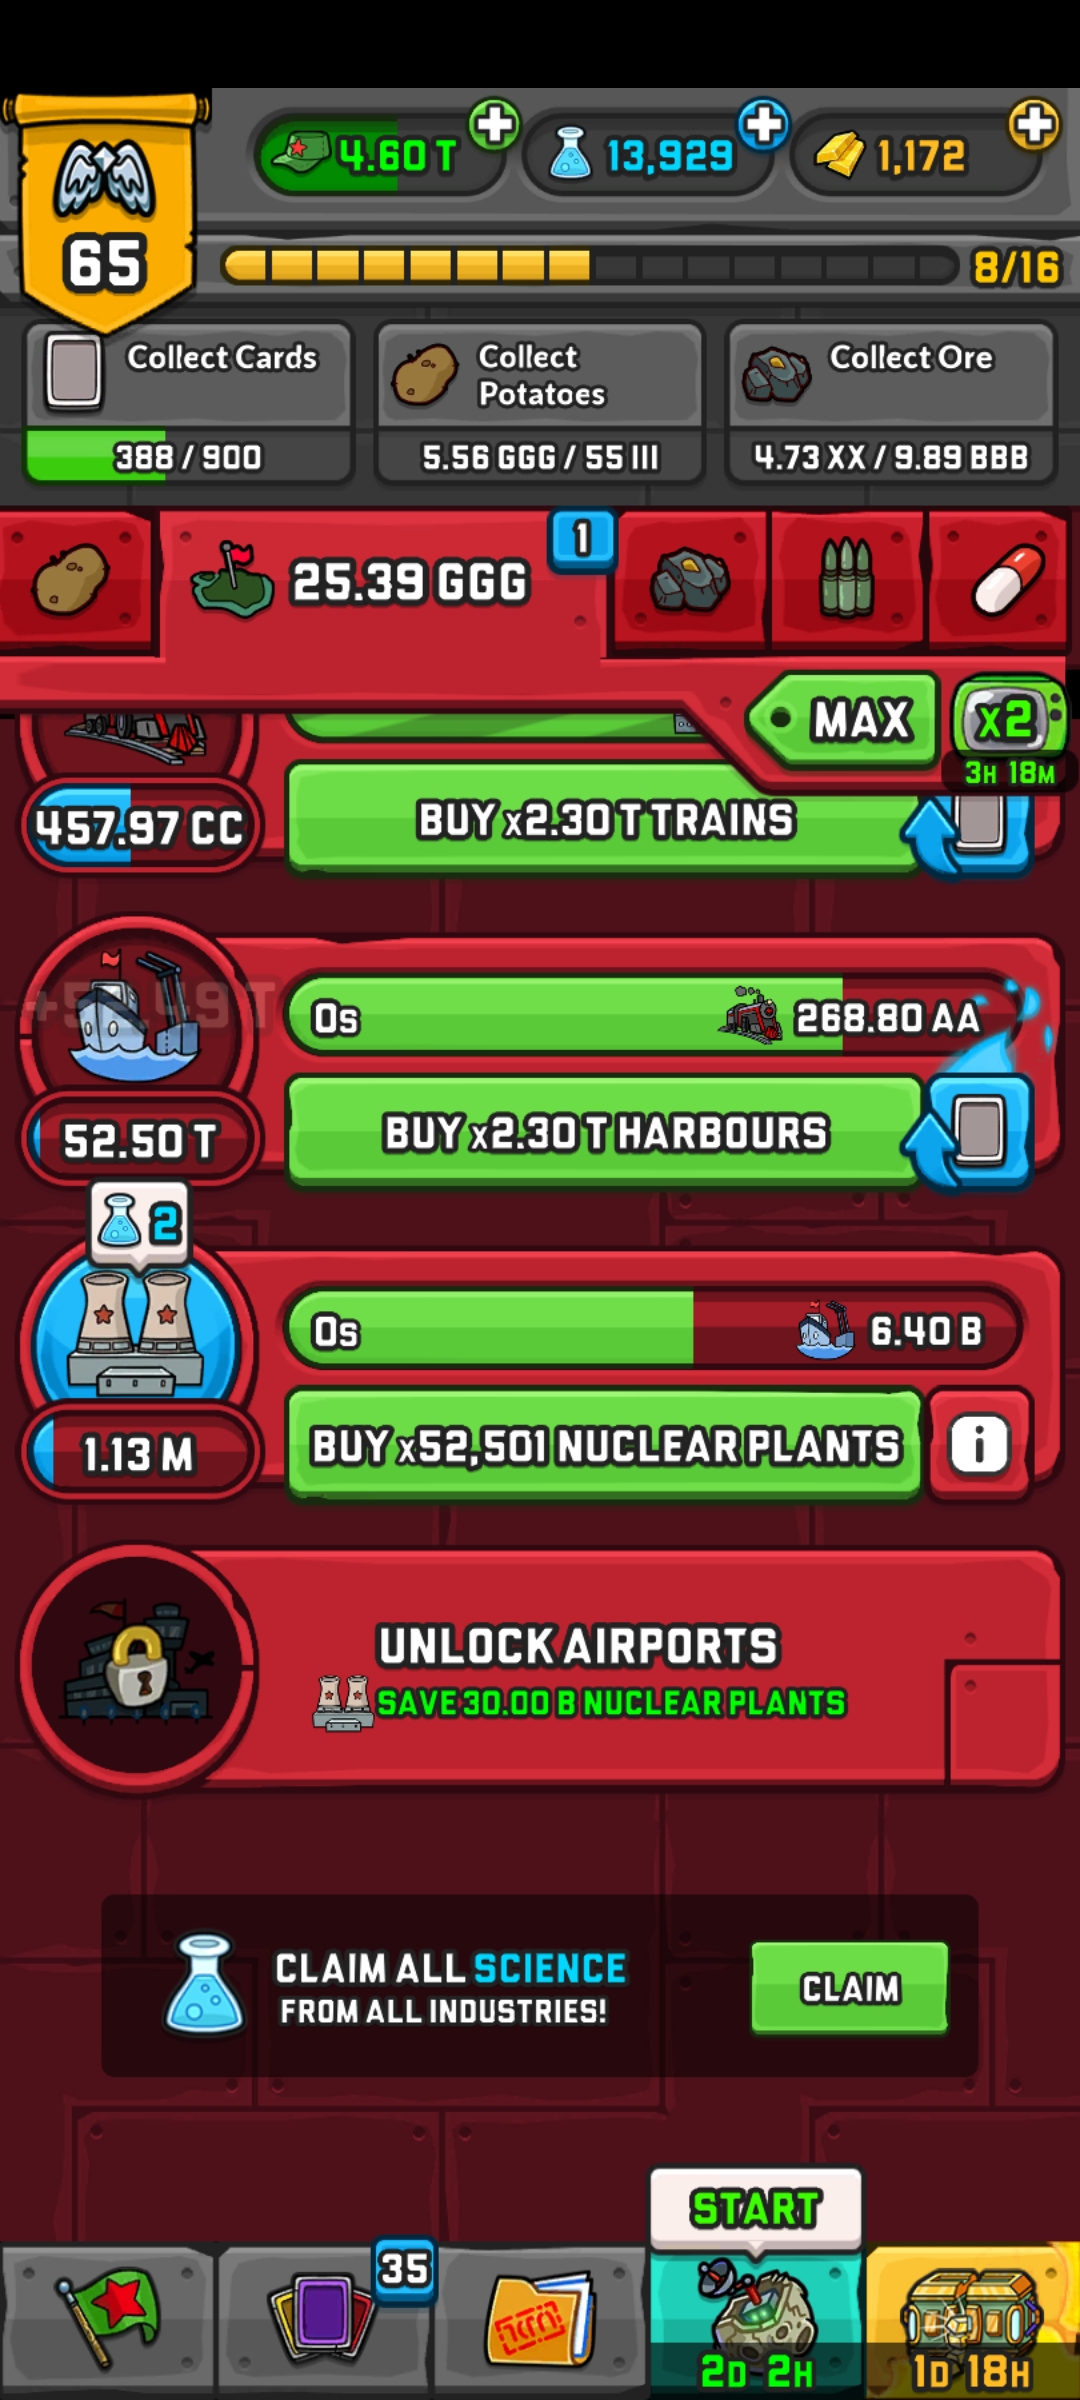 4.60 T
13,929
1,172
65
8/16
Collect Cards
388 / 900
Collect
Potatoes
5.56 GGG / 55 III
Collect Ore
4.73 XX / 9.89 BBB
25.39 GGG
1
MAX
x2
3H 18M
457.97 CC
BUY x2.30 T TRAINS
0s
268.80 AA
52.50 T
BUY x2.30 T HARBOURS
2
0s
6.40 B
1.13 M
BUY x52,501 NUCLEAR PLANTS
i
UNLOCK AIRPORTS
SAVE 30.00 B NUCLEAR PLANTS
CLAIM ALL SCIENCE
FROM ALL INDUSTRIES!
CLAIM
START
35
2D 2H
1D 18H